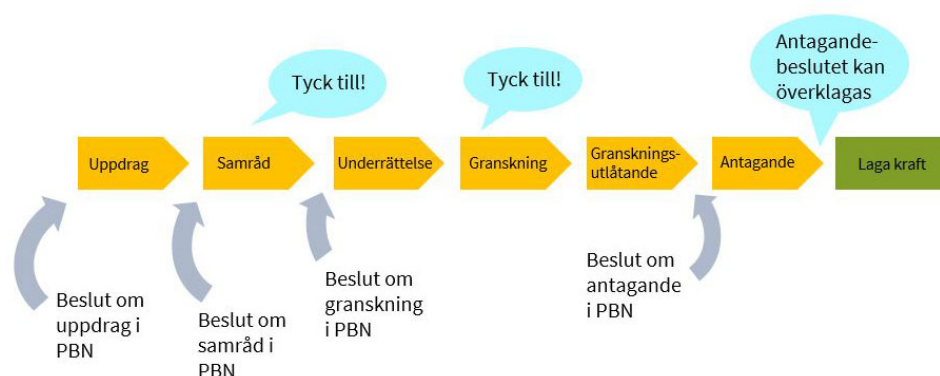 Tyck till!
Tyck till!
Antagande-
beslutet kan
överklagas
Uppdrag
Samråd
Underrättelse
Granskning
Gransknings-
utlåtande
Antagande
Laga kraft
Beslut om
uppdrag i
PBN
Beslut om
samråd i
PBN
Beslut om
granskning
i PBN
Beslut om
antagande
i PBN